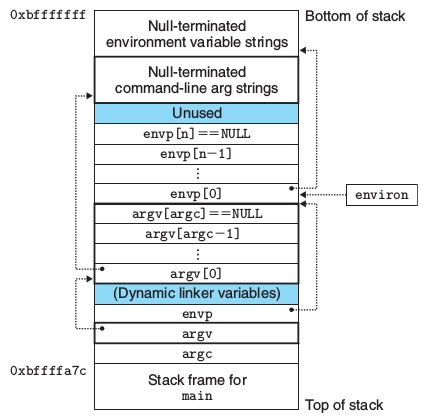 0xbfffffff
Bottom of stack
Null-terminated
environment variable strings
Null-terminated
command-line arg strings
Unused
envp[n]==NULL
envp[n-1]
⋮
envp[0]
environ
argv[argc]==NULL
argv[argc-1]
⋮
argv[0]
(Dynamic linker variables)
envp
argv
argc
0xbffffa7c
Stack frame for
main
Top of stack